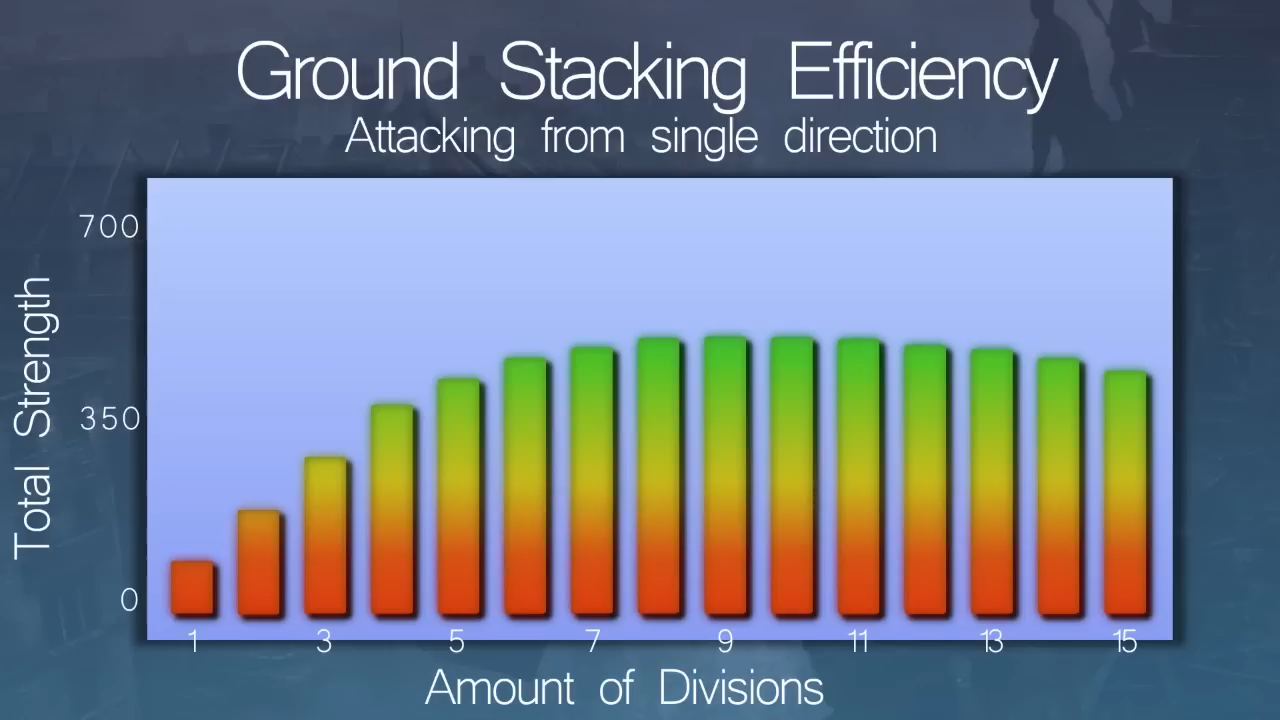 Ground Stacking Efficiency
Attacking from single direction
700
350
0
Total Strength
1 3 5 7 9 11 13 15
Amount of Divisions